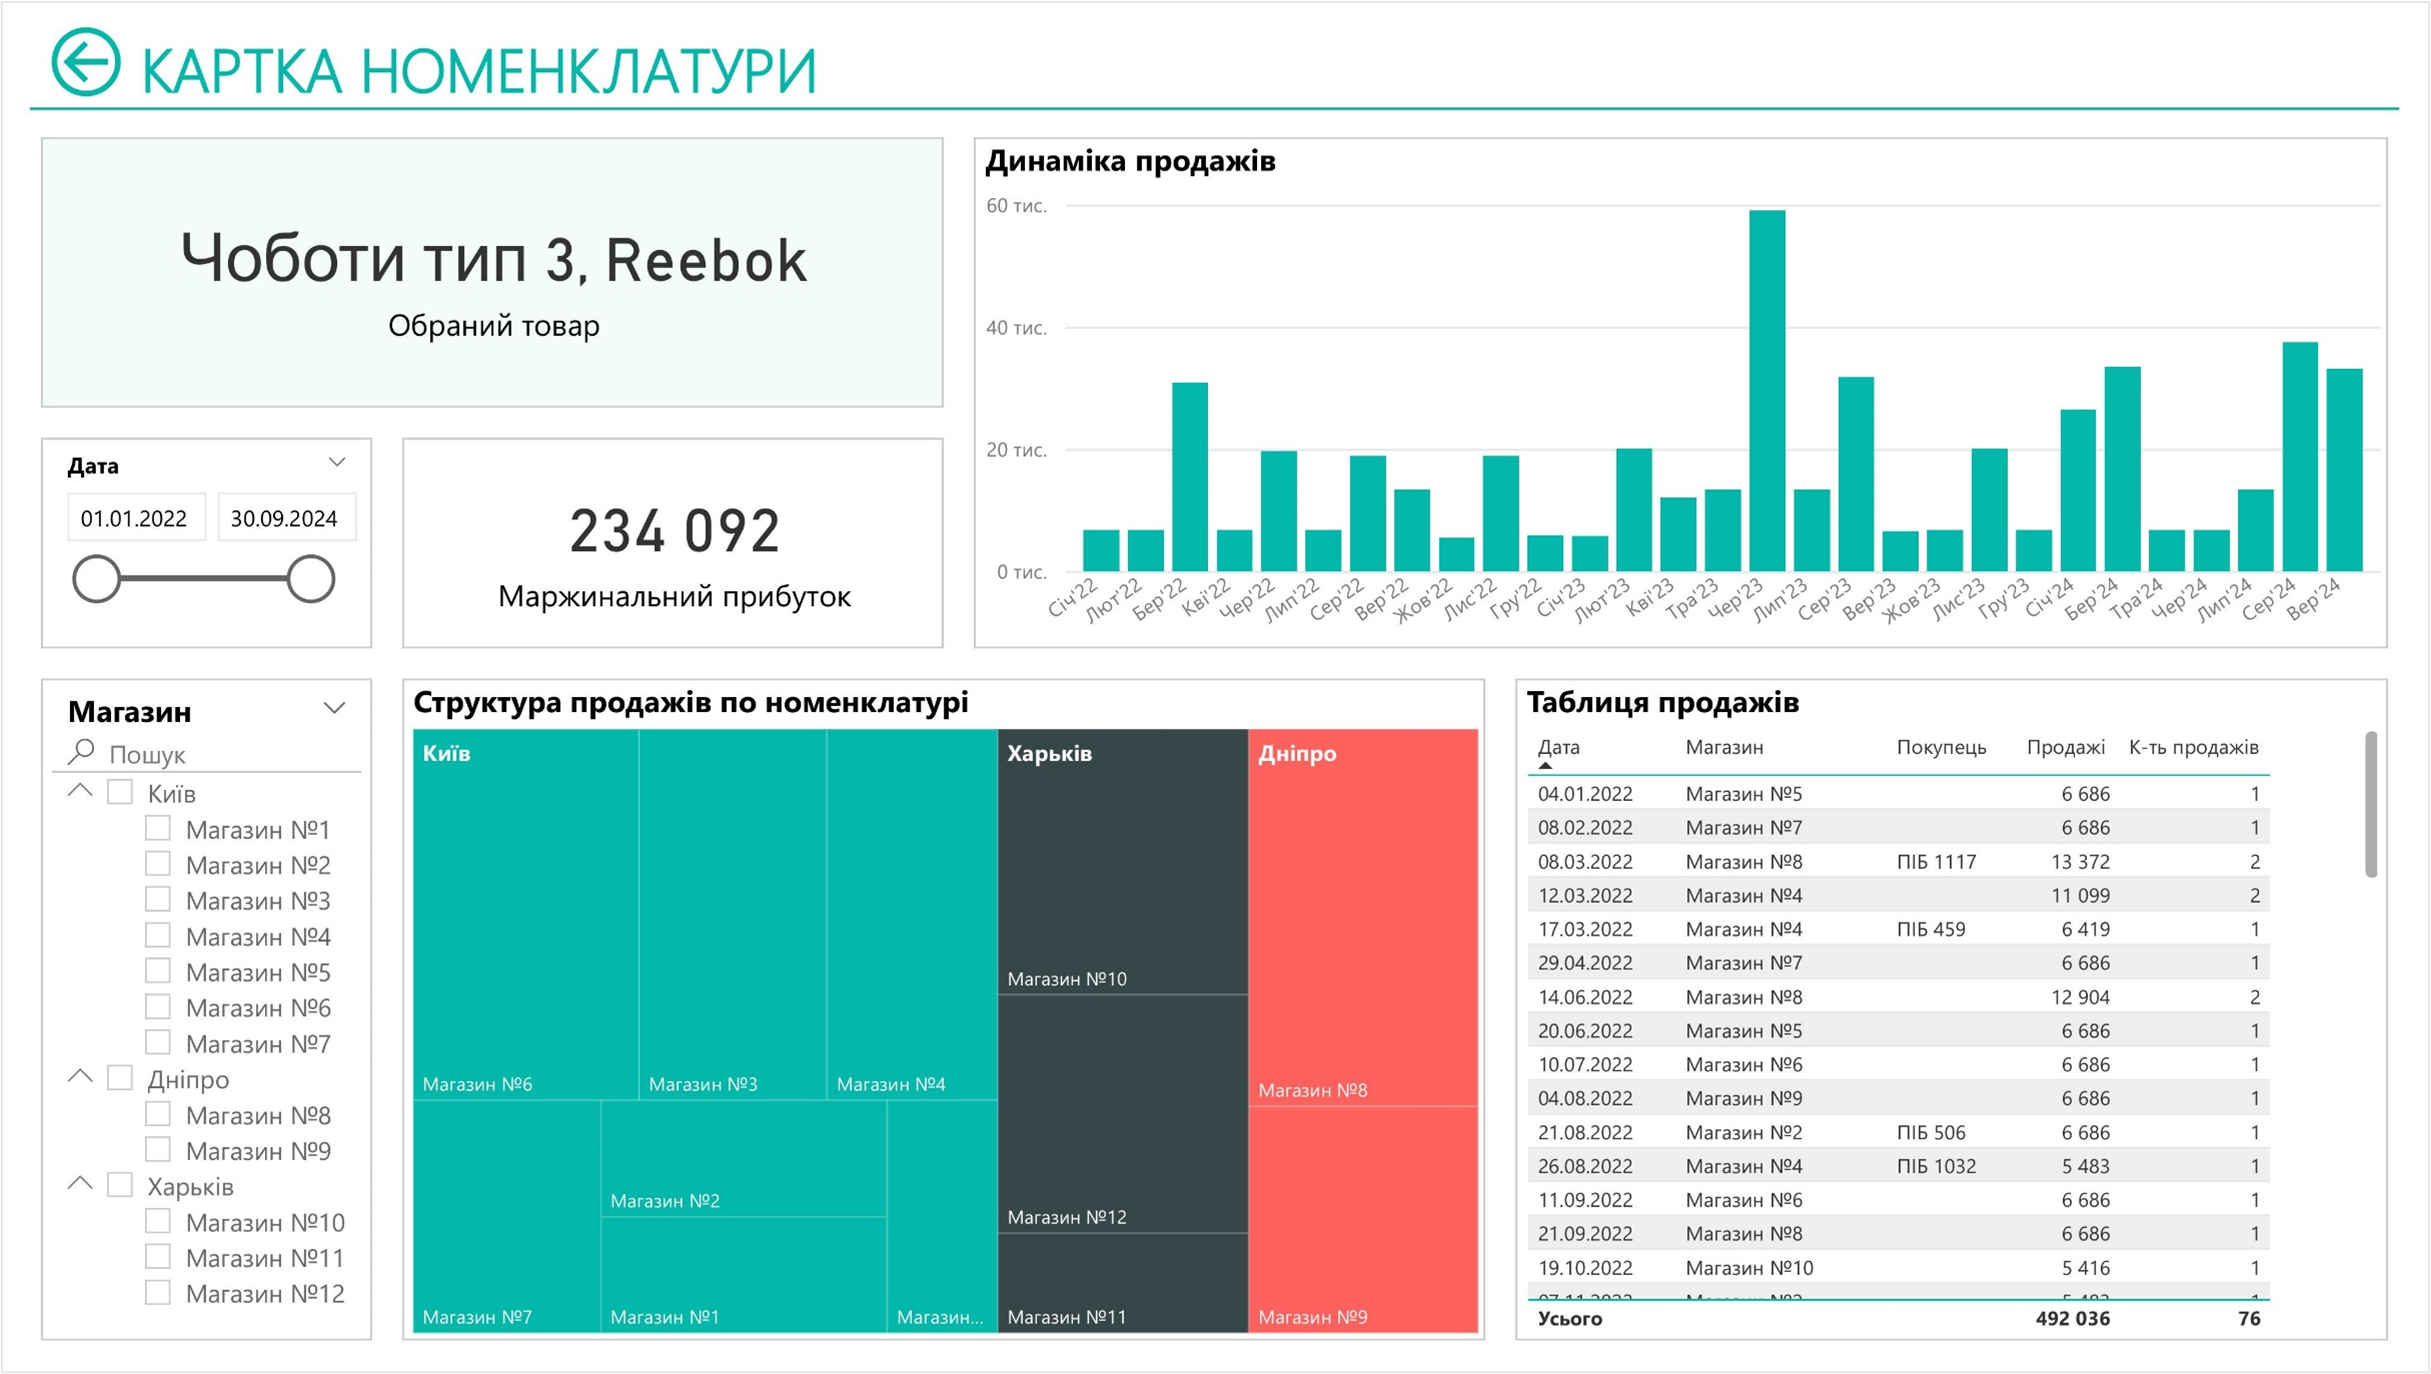 КАРТКА НОМЕНКЛАТУРИ
Чоботи тип 3, Reebok
Обраний товар
Дата
01.01.2022 30.09.2024
234 092
Маржинальний прибуток
Динаміка продажів
60 тис.
40 тис.
20 тис.
0 тис.
Січ'22 Лют'22 Бер'22 Кві'22 Чер'22 Лип'22 Сер'22 Вер'22 Жов'22 Лис'22 Гру'22 Січ'23 Лют'23 Кві'23 Тра'23 Чер'23 Лип'23 Сер'23 Вер'23 Жов'23 Лис'23 Гру'23 Січ'24 Бер'24 Тра'24 Чер'24 Лип'24 Сер'24 Вер'24
Магазин
Пошук
Київ
Магазин №1
Магазин №2
Магазин №3
Магазин №4
Магазин №5
Магазин №6
Магазин №7
Дніпро
Магазин №8
Магазин №9
Харьків
Магазин №10
Магазин №11
Магазин №12
Структура продажів по номенклатурі
Київ
Магазин №6
Магазин №3
Магазин №4
Магазин №7
Магазин №2
Магазин №1
Магазин...
Харьків
Магазин №10
Магазин №12
Магазин №11
Дніпро
Магазин №8
Магазин №9
Таблиця продажів
Дата Магазин Покупець Продажі К-ть продажів
04.01.2022 Магазин №5 6 686 1
08.02.2022 Магазин №7 6 686 1
08.03.2022 Магазин №8 ПІБ 1117 13 372 2
12.03.2022 Магазин №4 11 099 2
17.03.2022 Магазин №4 ПІБ 459 6 419 1
29.04.2022 Магазин №7 6 686 1
14.06.2022 Магазин №8 12 904 2
20.06.2022 Магазин №5 6 686 1
10.07.2022 Магазин №6 6 686 1
04.08.2022 Магазин №9 6 686 1
21.08.2022 Магазин №2 ПІБ 506 6 686 1
26.08.2022 Магазин №4 ПІБ 1032 5 483 1
11.09.2022 Магазин №6 6 686 1
21.09.2022 Магазин №8 6 686 1
19.10.2022 Магазин №10 5 416 1
Усього 492 036 76